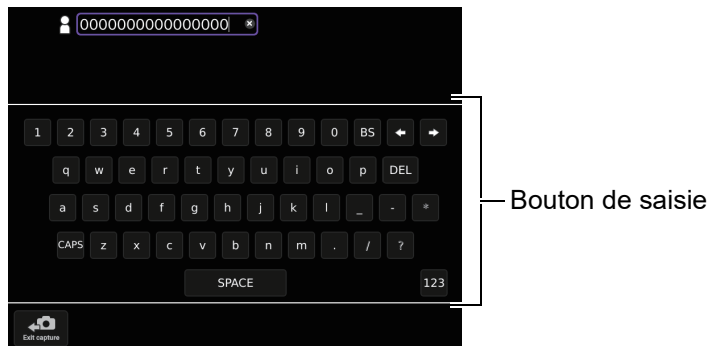 0000000000000000
1 2 3 4 5 6 7 8 9 0 BS
q w e r t y u i o p DEL
a s d f g h j k l _ - *
CAPS z x c v b n m . / ?
SPACE 123
Bouton de saisie
Exit capture